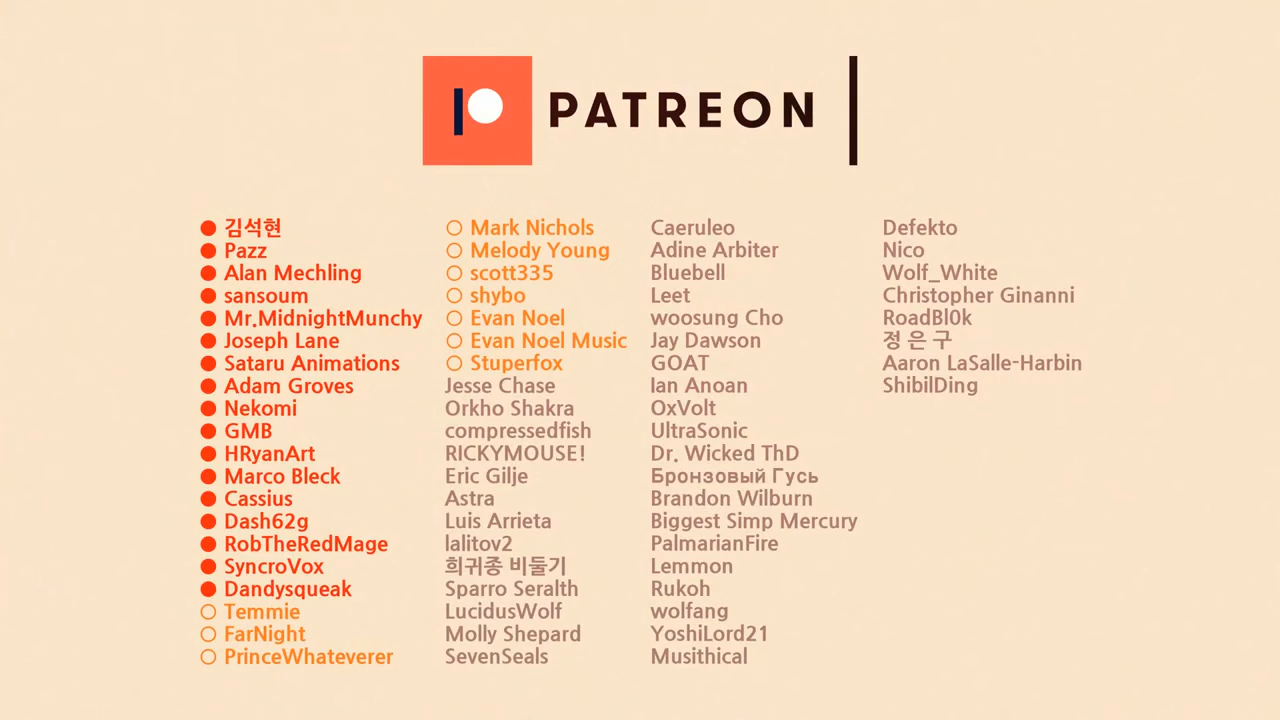 PATREON
● 김석현
● Pazz
● Alan Mechling
● sansoum
● Mr.MidnightMunchy
● Joseph Lane
● Sataru Animations
● Adam Groves
● Nekomi
● GMB
● HRyanArt
● Marco Bleck
● Cassius
● Dash62g
● RobTheRedMage
● SyncroVox
● Dandysqueak
○ Temmie
○ FarNight
○ PrinceWhateverer
○ Mark Nichols
○ Melody Young
○ scott335
○ shybo
○ Evan Noel
○ Evan Noel Music
○ Stuperfox
Jesse Chase
Orkho Shakra
compressedfish
RICKYMOUSE!
Eric Gilje
Astra
Luis Arrieta
lalitov2
희귀종 비둘기
Sparro Seralth
LucidusWolf
Molly Shepard
SevenSeals
Caeruleo
Adine Arbiter
Bluebell
Leet
woosung Cho
Jay Dawson
GOAT
Ian Anoan
OxVolt
UltraSonic
Dr. Wicked ThD
Бронзовый Гусь
Brandon Wilburn
Biggest Simp Mercury
PalmarianFire
Lemmon
Rukoh
wolfang
YoshiLord21
Musithical
Defekto
Nico
Wolf_White
Christopher Ginanni
RoadBl0k
정 은 구
Aaron LaSalle-Harbin
ShibilDing